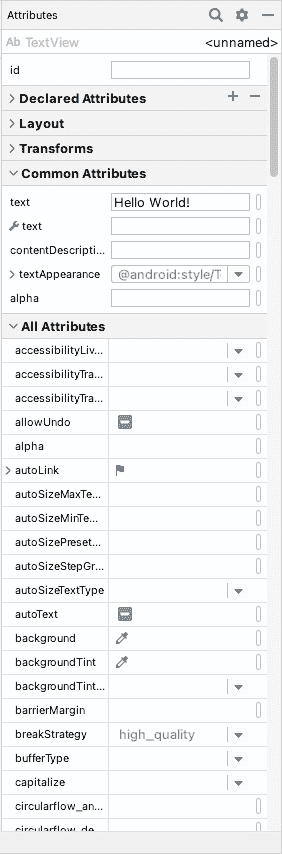 Attributes
Ab TextView <unnamed>
id
Declared Attributes + −
Layout
Transforms
Common Attributes
text Hello World!
text
contentDescripti...
textAppearance @android:style/T
alpha
All Attributes
accessibilityLiv...
accessibilityTra...
accessibilityTra...
allowUndo
alpha
autoLink
autoSizeMaxTe...
autoSizeMinTe...
autoSizePreset...
autoSizeStepGr...
autoSizeTextType
autoText
background
backgroundTint
backgroundTint...
barrierMargin
breakStrategy high_quality
bufferType
capitalize
circularflow_an...
circularflow_de...